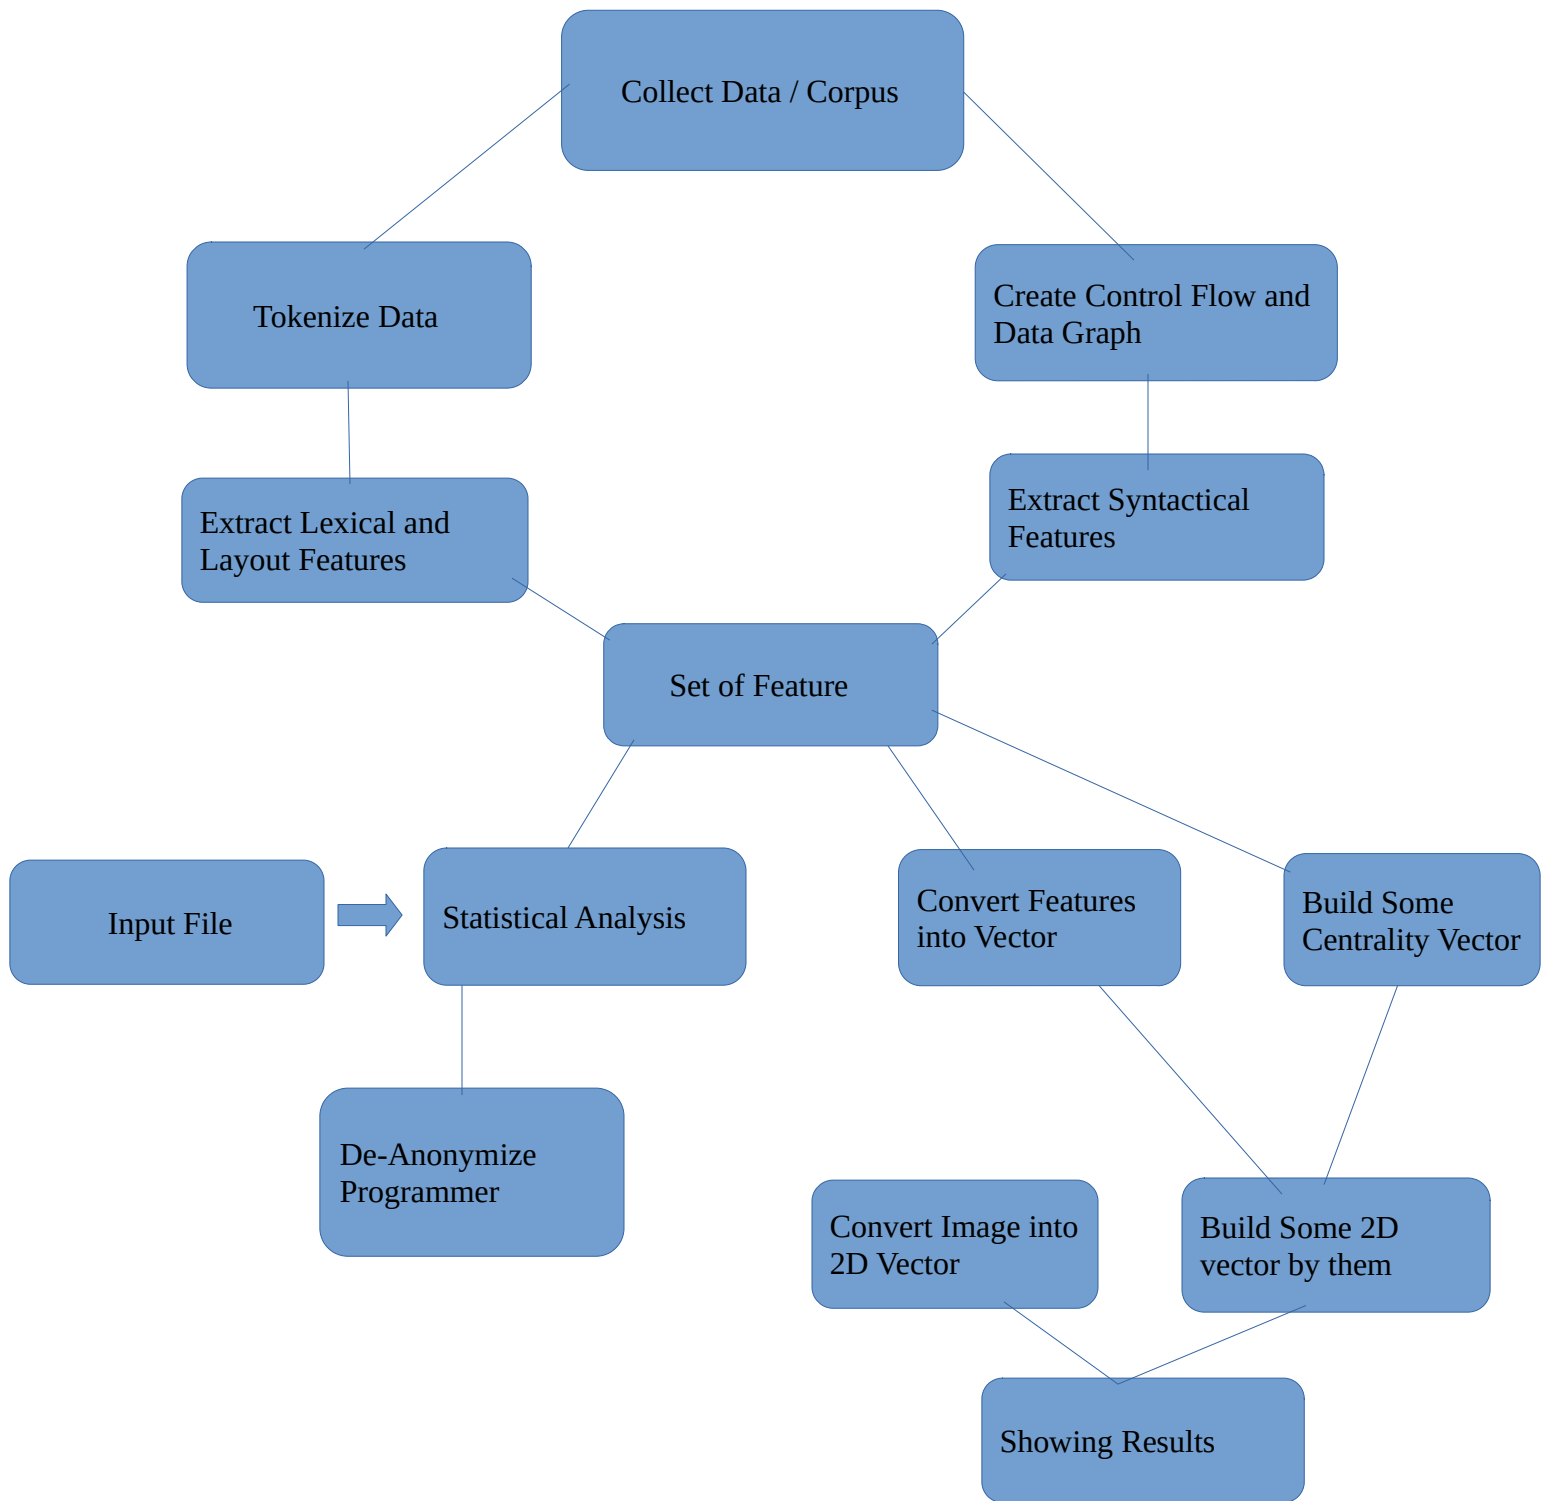 Collect Data / Corpus
Tokenize Data
Create Control Flow and
Data Graph
Extract Lexical and
Layout Features
Extract Syntactical
Features
Set of Feature
Input File
Statistical Analysis
Convert Features
into Vector
Build Some
Centrality Vector
De-Anonymize
Programmer
Convert Image into
2D Vector
Build Some 2D
vector by them
Showing Results